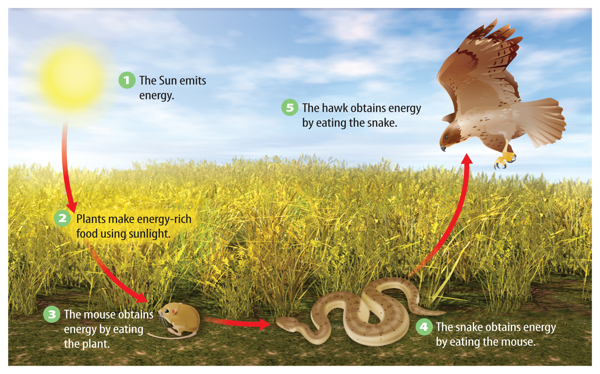 1 The Sun emits
energy.
2 Plants make energy-rich
food using sunlight.
3 The mouse obtains
energy by eating
the plant.
4 The snake obtains energy
by eating the mouse.
5 The hawk obtains energy
by eating the snake.